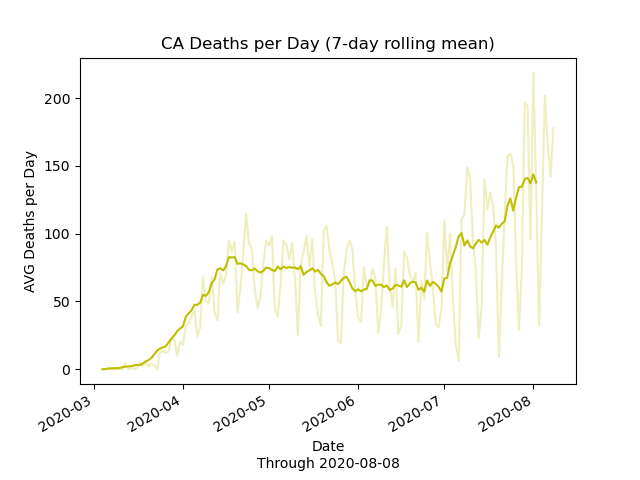 CA Deaths per Day (7-day rolling mean)
AVG Deaths per Day
200
150
100
50
0
2020-03
2020-04
2020-05
2020-06
2020-07
2020-08
Date
Through 2020-08-08